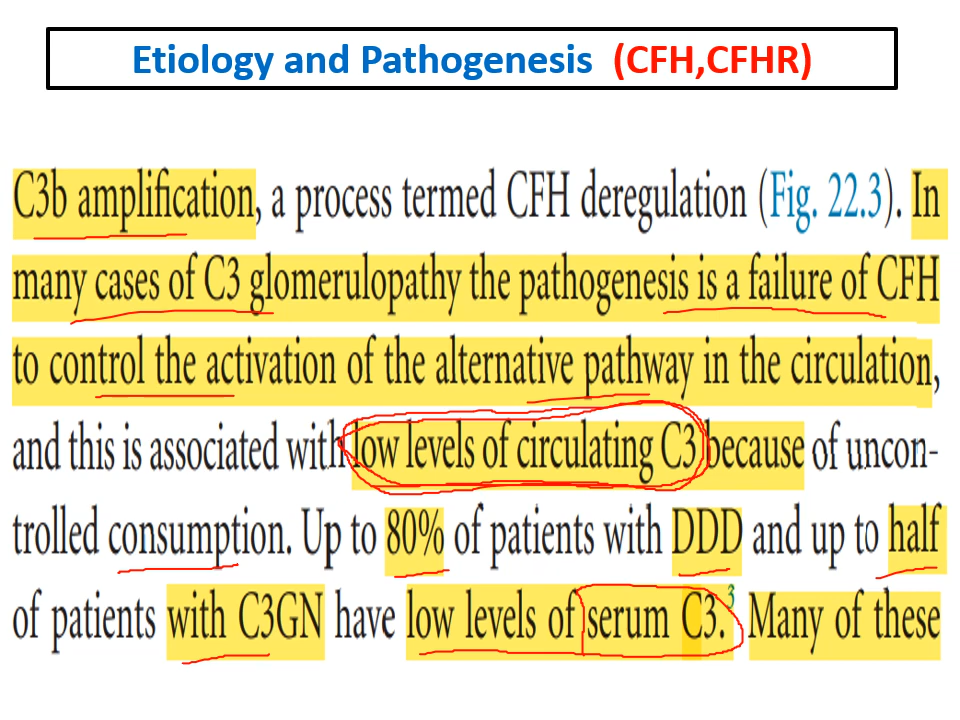 Etiology and Pathogenesis (CFH,CFHR)
C3b amplification, a process termed CFH deregulation (Fig. 22.3). In
many cases of C3 glomerulopathy the pathogenesis is a failure of CFH
to control the activation of the alternative pathway in the circulation,
and this is associated with low levels of circulating C3 because of uncon-
trolled consumption. Up to 80% of patients with DDD and up to half
of patients with C3GN have low levels of serum C3.3 Many of these